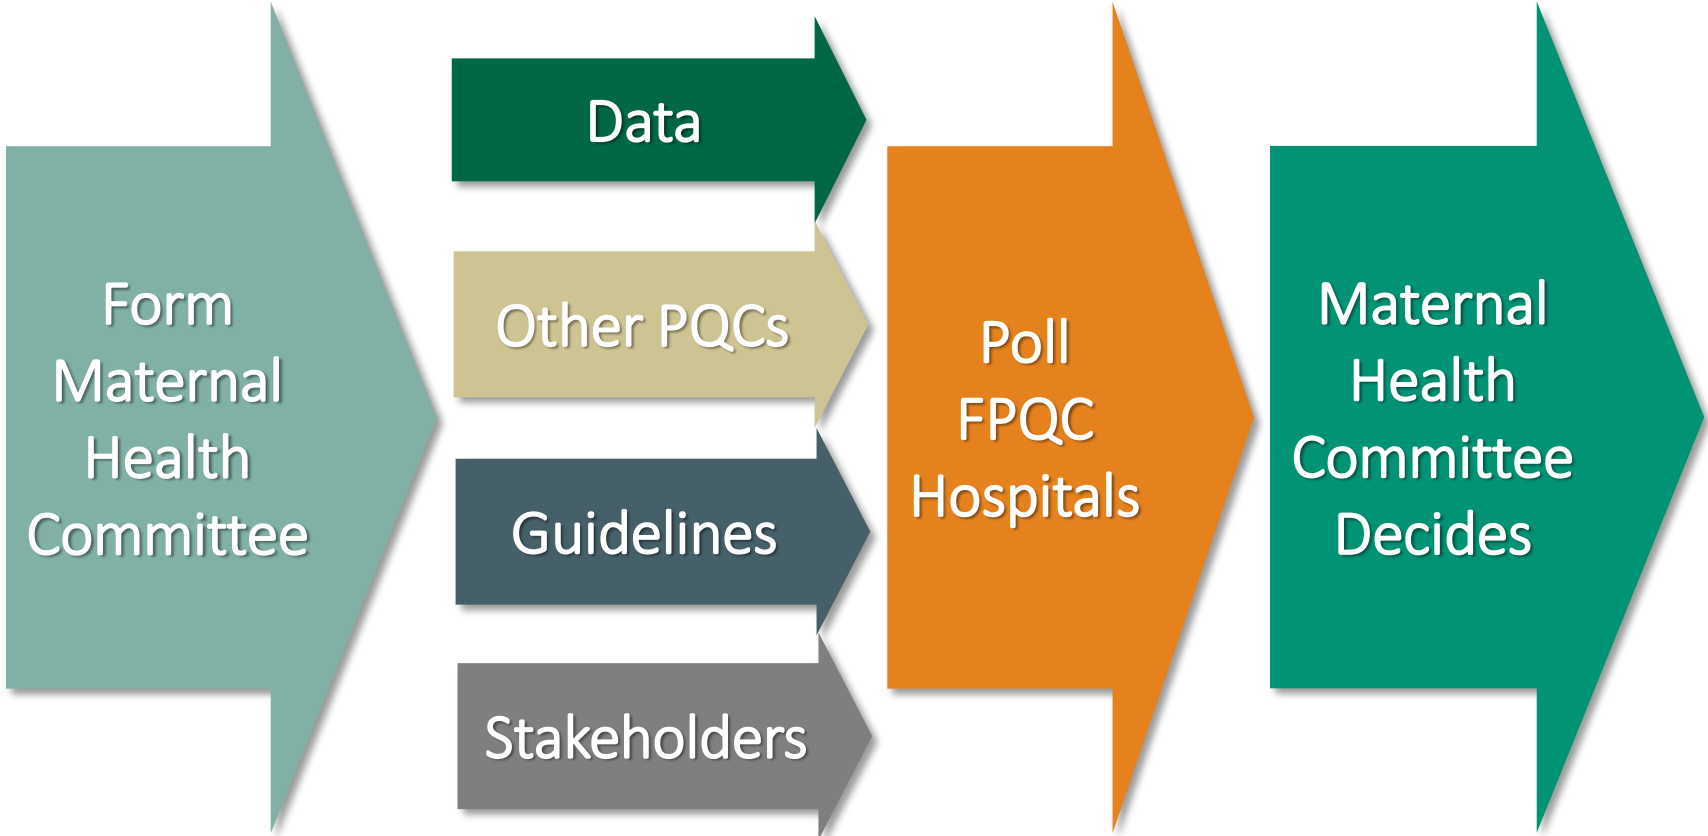 Form
Maternal
Health
Committee
Data
Other PQCs
Guidelines
Stakeholders
Poll
FPQC
Hospitals
Maternal
Health
Committee
Decides